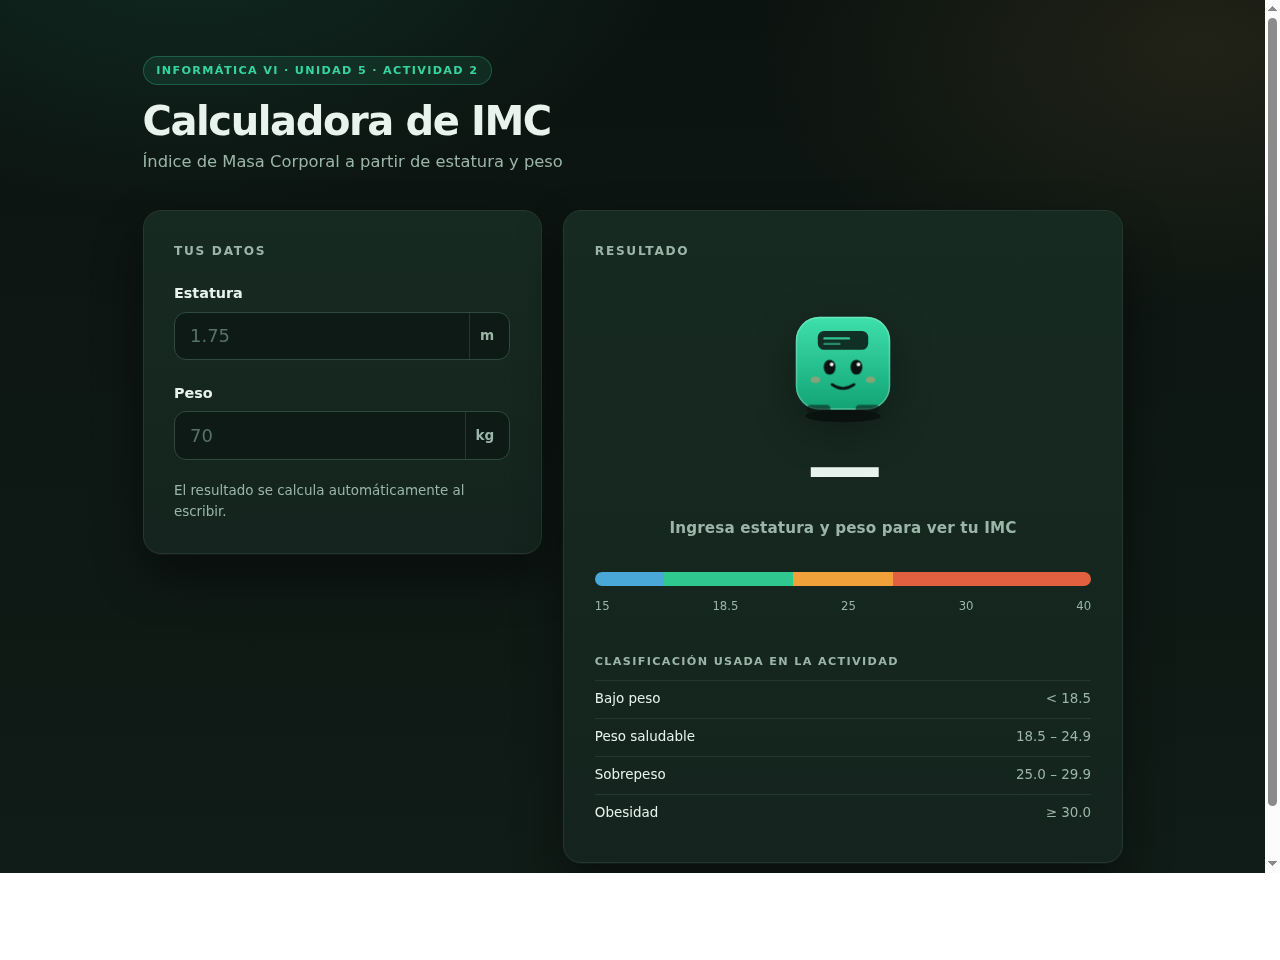 INFORMÁTICA VI · UNIDAD 5 · ACTIVIDAD 2
Calculadora de IMC
Índice de Masa Corporal a partir de estatura y peso
TUS DATOS
Estatura
1.75 m
Peso
70 kg
El resultado se calcula automáticamente al
escribir.
RESULTADO
—
Ingresa estatura y peso para ver tu IMC
15 18.5 25 30 40
CLASIFICACIÓN USADA EN LA ACTIVIDAD
Bajo peso < 18.5
Peso saludable 18.5 – 24.9
Sobrepeso 25.0 – 29.9
Obesidad ≥ 30.0